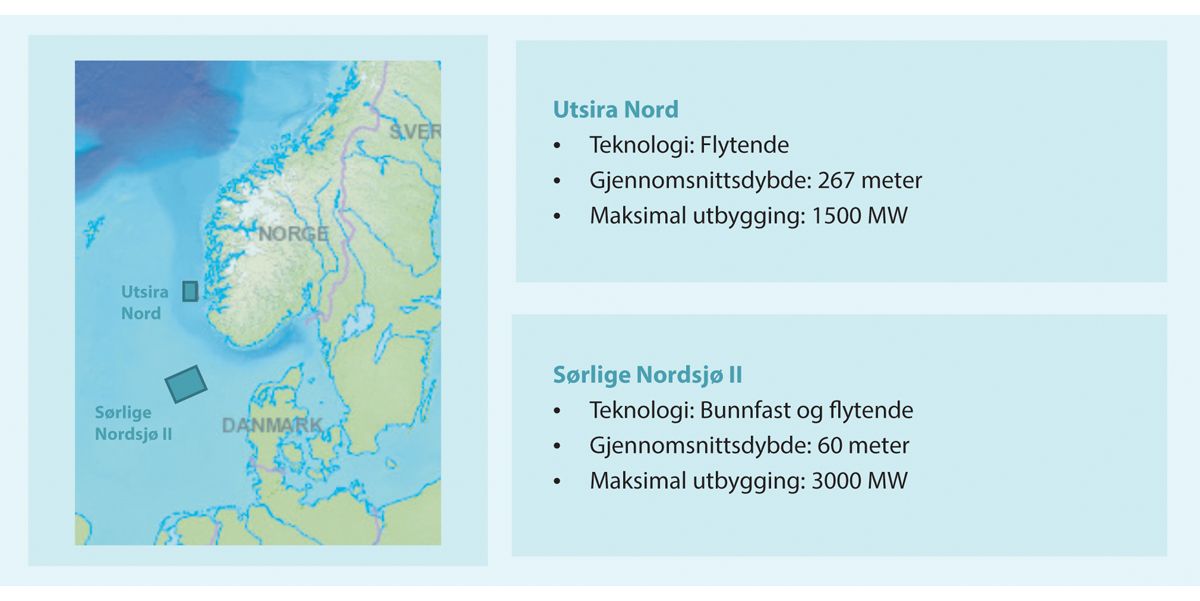 SVER
NORGE
Utsira
Nord
Sørlige
Nordsjø II
DANMARK
Utsira Nord
• Teknologi: Flytende
• Gjennomsnittsdybde: 267 meter
• Maksimal utbygging: 1500 MW
Sørlige Nordsjø II
• Teknologi: Bunnfast og flytende
• Gjennomsnittsdybde: 60 meter
• Maksimal utbygging: 3000 MW